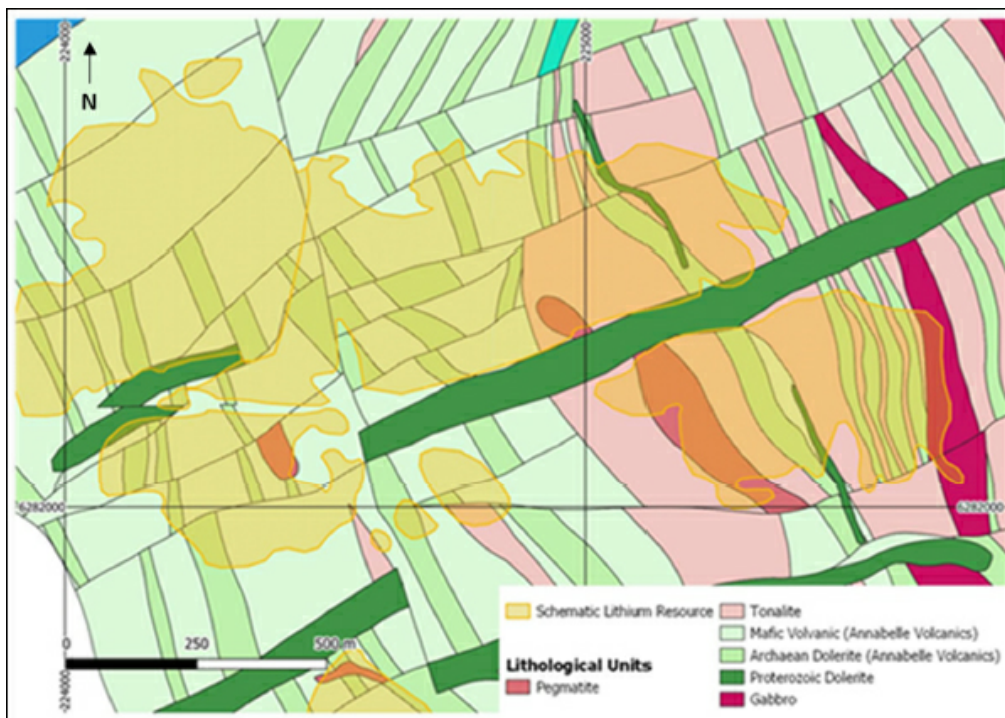 224000
225000
N
6282000
6282000
0
250
500 m
224000
Schematic Lithium Resource
Lithological Units
Pegmatite
Tonalite
Mafic Volvanic (Annabelle Volcanics)
Archaean Dolerite (Annabelle Volcanics)
Proterozoic Dolerite
Gabbro